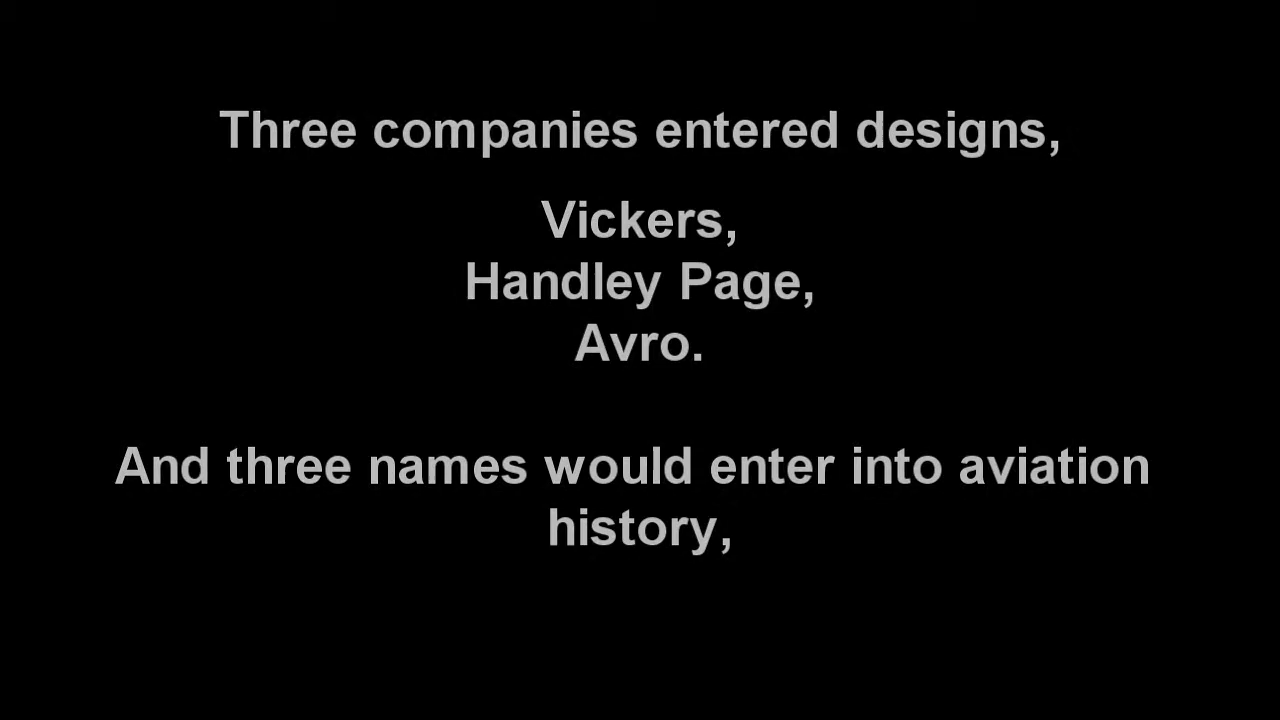 Three companies entered designs,
Vickers,
Handley Page,
Avro.
And three names would enter into aviation
history,